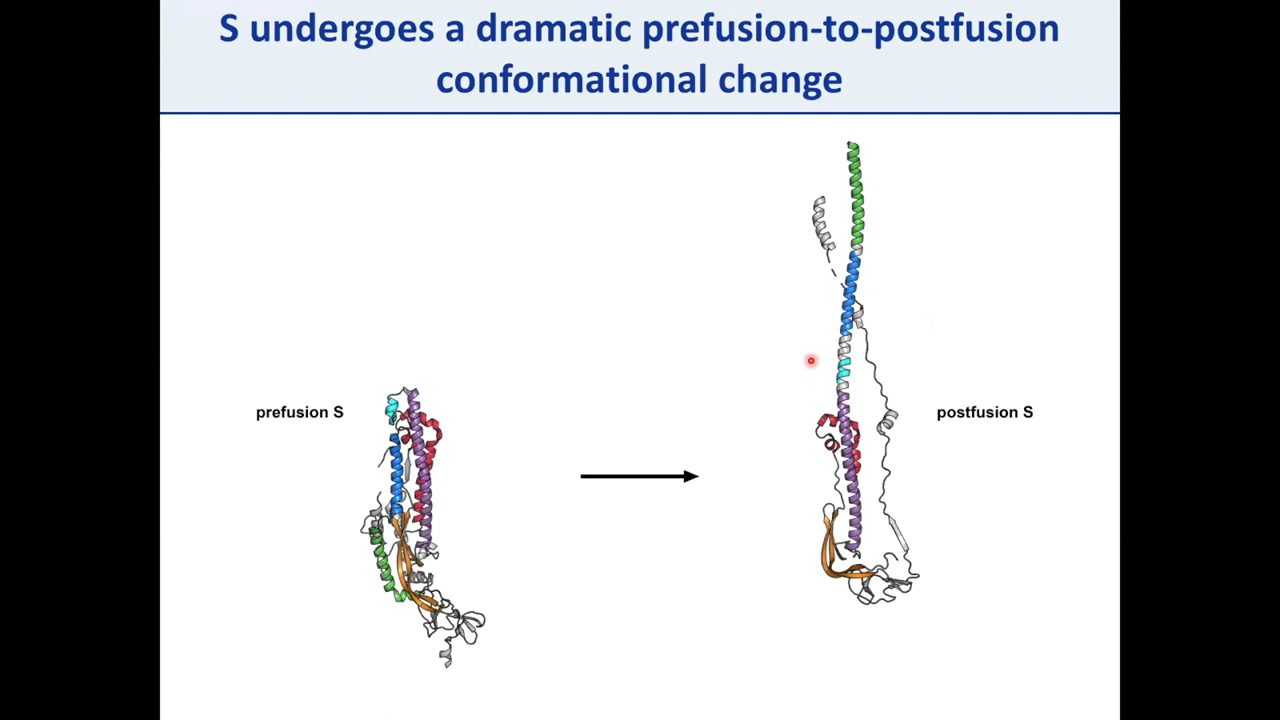 S undergoes a dramatic prefusion-to-postfusion
conformational change
prefusion S
postfusion S